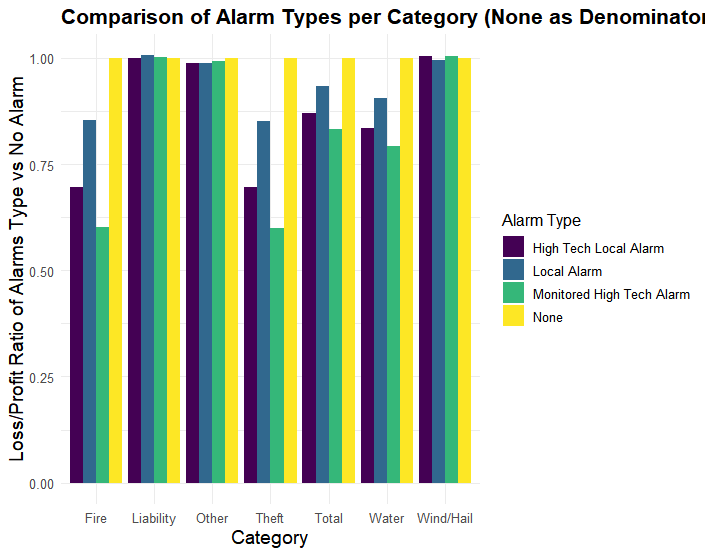 Comparison of Alarm Types per Category (None as Denominator
Loss/Profit Ratio of Alarms Type vs No Alarm
1.00
0.75
0.50
0.25
0.00
Fire Liability Other Theft Total Water Wind/Hail
Category
Alarm Type
High Tech Local Alarm
Local Alarm
Monitored High Tech Alarm
None